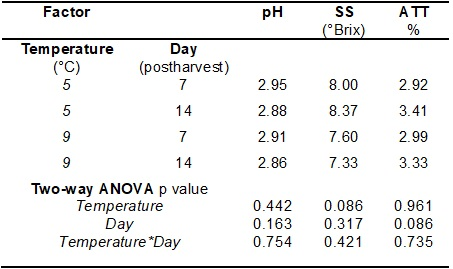 Factor pH SS ATT
(°Brix) %
Temperature Day
(°C) (postharvest)
5 7 2.95 8.00 2.92
5 14 2.88 8.37 3.41
9 7 2.91 7.60 2.99
9 14 2.86 7.33 3.33
Two-way ANOVA p value
Temperature 0.442 0.086 0.961
Day 0.163 0.317 0.086
Temperature*Day 0.754 0.421 0.735